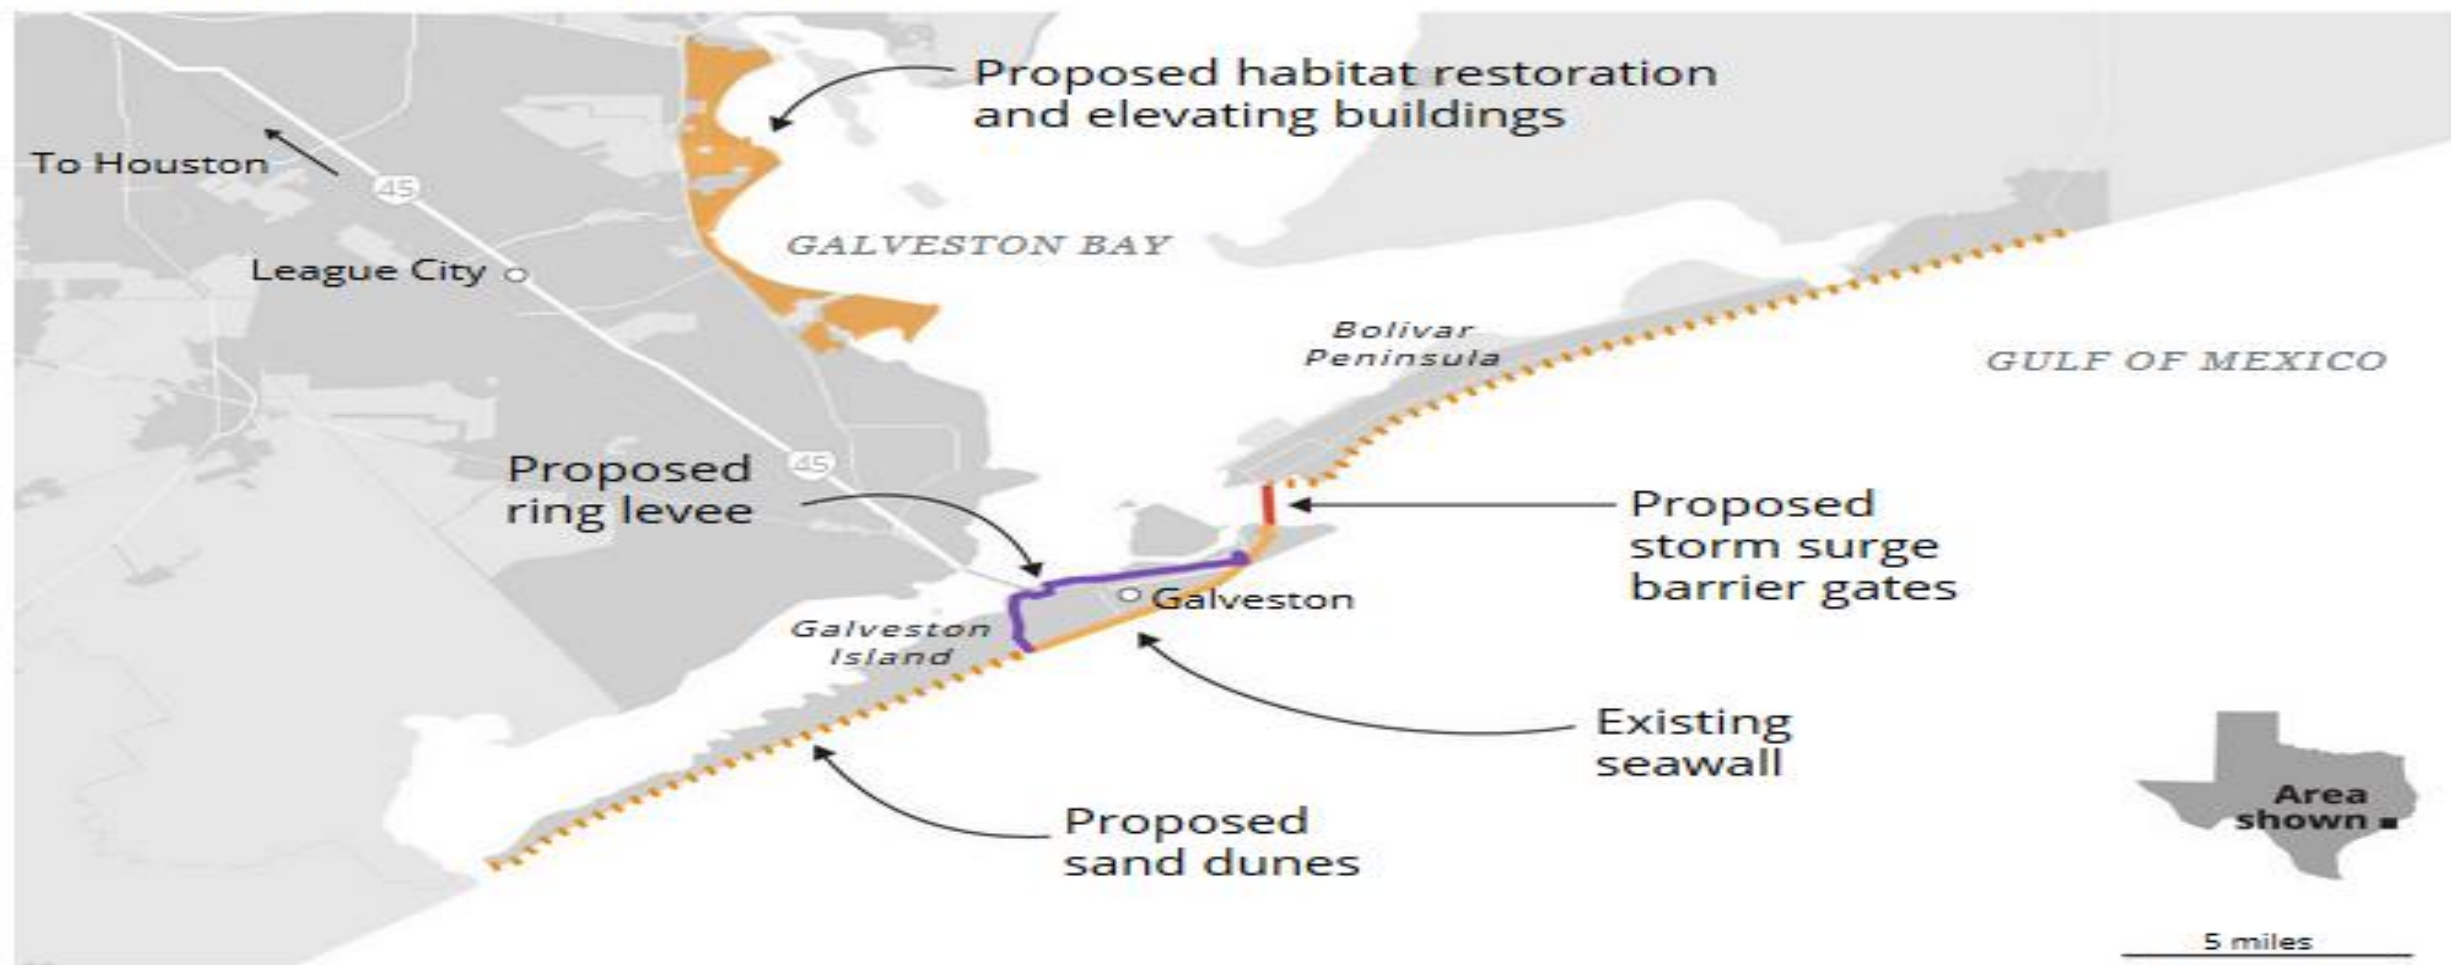 Proposed habitat restoration
and elevating buildings
To Houston
45
GALVESTON BAY
League City
Bolivar
Peninsula
GULF OF MEXICO
Proposed
ring levee
45
Proposed
storm surge
barrier gates
Galveston
Galveston
Island
Existing
seawall
Proposed
sand dunes
Area
shown
5 miles